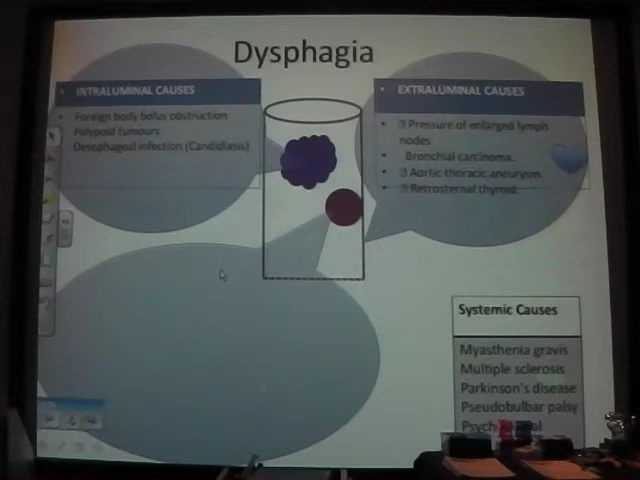 Dysphagia
• INTRALUMINAL CAUSES
• Foreign body bolus obstruction
Polypoid tumours
Oesophageal infection (Candidiasis)
• EXTRALUMINAL CAUSES
• Pressure of enlarged lymph
nodes
• Bronchial carcinoma.
• Aortic thoracic aneurysm
• Retrosternal thyroid.
Systemic Causes
Myasthenia gravis
Multiple sclerosis
Parkinson's disease
Pseudobulbar palsy